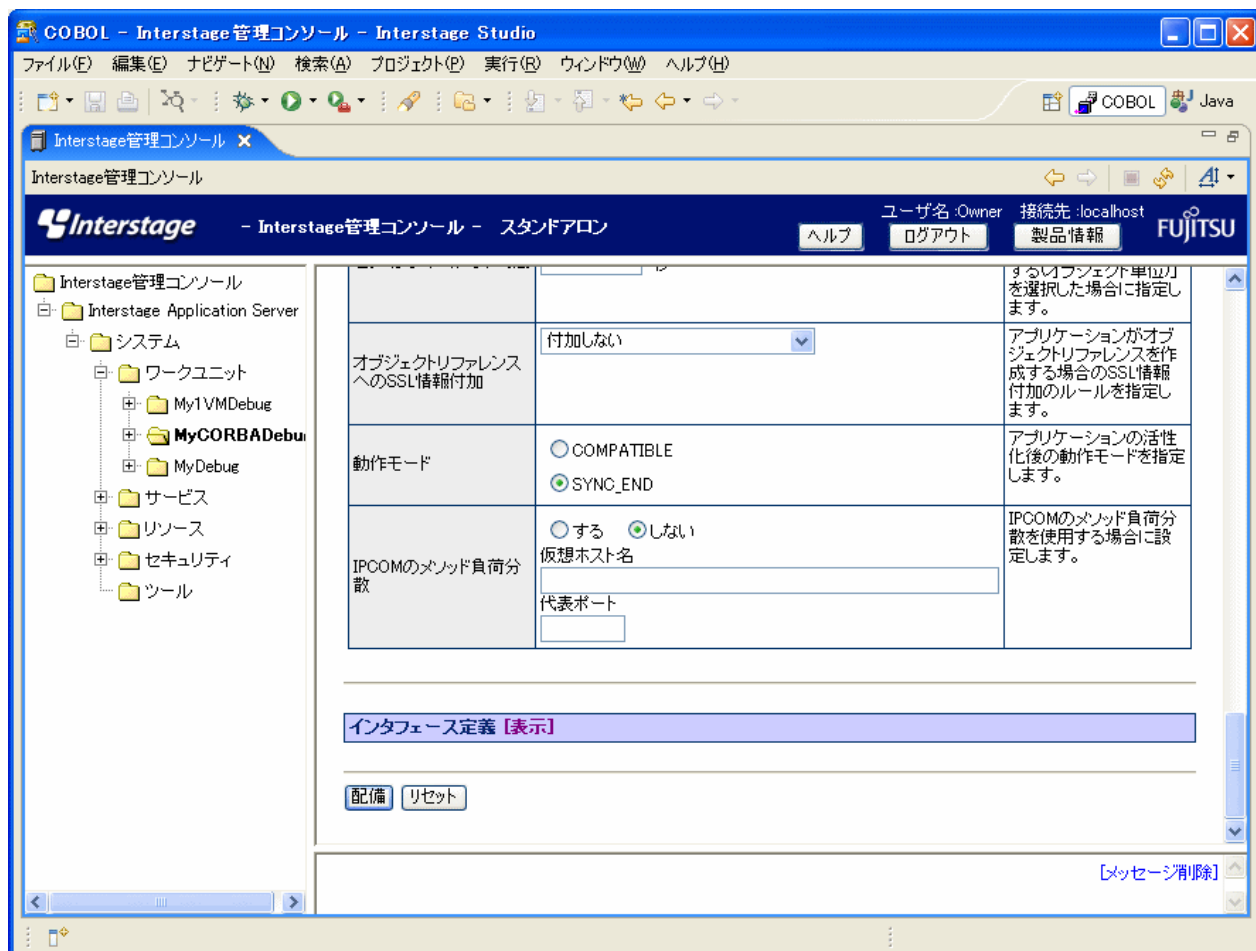 COBOL - Interstage管理コンソール - Interstage Studio
ファイル(F) 編集(E) ナビゲート(N) 検索(A) プロジェクト(P) 実行(R) ウィンドウ(W) ヘルプ(H)
COBOL Java
Interstage管理コンソール
Interstage管理コンソール
Interstage - Interstage管理コンソール - スタンドアロン
ユーザ名 :Owner 接続先 :localhost
ヘルプ ログアウト 製品情報 FUJITSU
Interstage管理コンソール
Interstage Application Server
システム
ワークユニット
My1VMDebug
MyCORBADebu
MyDebug
サービス
リソース
セキュリティ
ツール
する(オブジェクト単位)]
を選択した場合に指定し
ます。
オブジェクトリファレンス
へのSSL情報付加
付加しない
アプリケーションがオブ
ジェクトリファレンスを作
成する場合のSSL情報
付加のルールを指定し
ます。
動作モード
COMPATIBLE
SYNC_END
アプリケーションの活性
化後の動作モードを指定
します。
IPCOMのメソッド負荷分
散
する しない
仮想ホスト名
代表ポート
IPCOMのメソッド負荷分
散を使用する場合に設
定します。
インタフェース定義 [表示]
配備 リセット
[メッセージ削除]